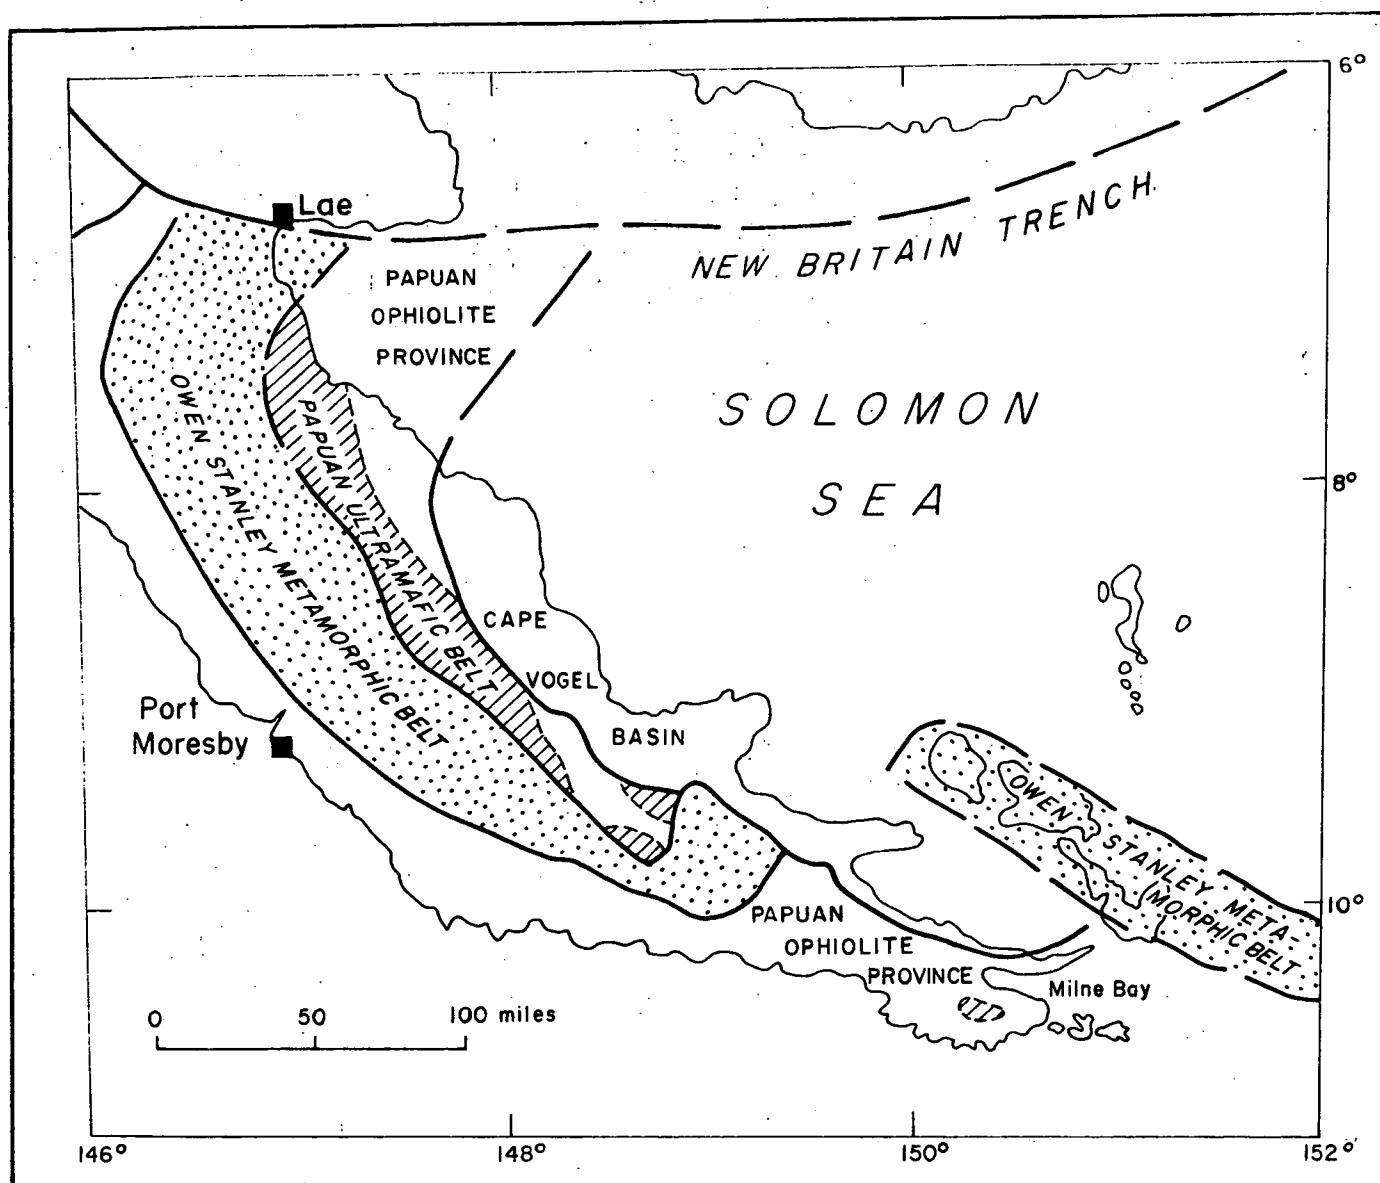 6°
Lae
NEW BRITAIN TRENCH
PAPUAN
OPHIOLITE
PROVINCE
SOLOMON
SEA
8°
OWEN STANLEY METAMORPHIC BELT
PAPUAN ULTRAMAFIC BELT
CAPE
VOGEL
BASIN
Port
Moresby
OWEN STANLEY META-
MORPHIC BELT
10°
PAPUAN
OPHIOLITE
PROVINCE
Milne Bay
0 50 100 miles
146° 148° 150° 152°